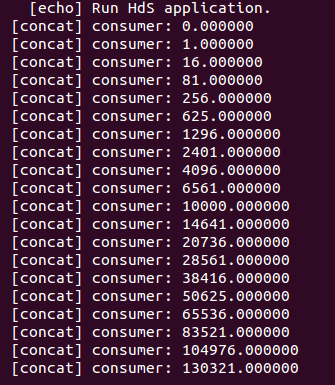 [echo] Run HdS application.
[concat] consumer: 0.000000
[concat] consumer: 1.000000
[concat] consumer: 16.000000
[concat] consumer: 81.000000
[concat] consumer: 256.000000
[concat] consumer: 625.000000
[concat] consumer: 1296.000000
[concat] consumer: 2401.000000
[concat] consumer: 4096.000000
[concat] consumer: 6561.000000
[concat] consumer: 10000.000000
[concat] consumer: 14641.000000
[concat] consumer: 20736.000000
[concat] consumer: 28561.000000
[concat] consumer: 38416.000000
[concat] consumer: 50625.000000
[concat] consumer: 65536.000000
[concat] consumer: 83521.000000
[concat] consumer: 104976.000000
[concat] consumer: 130321.000000